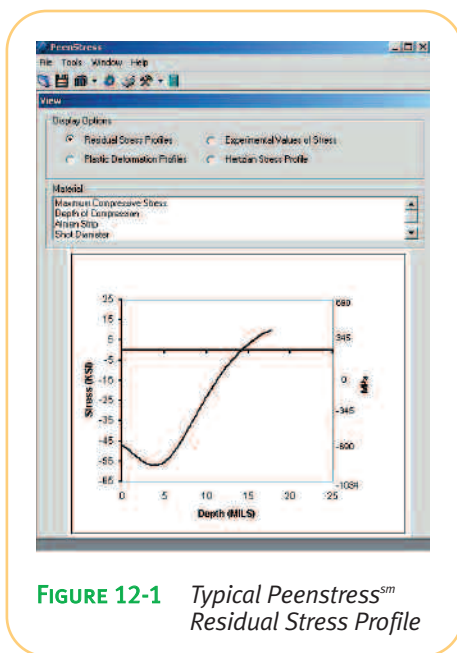 PeenStress
File Tools Window Help
View
Display Options
Residual Stress Profiles Experimental Values of Stress
Plastic Deformation Profiles Hertzian Stress Profile
Material
Maximum Compressive Stress
Depth of Compression
Almen Strip
Shot Diameter
25
15
5
-5
-15
-25
-35
-45
-55
-65
Stress (KSI)
690
345
0
-345
-690
-1034
MPa
0 5 10 15 20 25
Depth (MILS)
FIGURE 12-1 Typical Peenstress℠
Residual Stress Profile